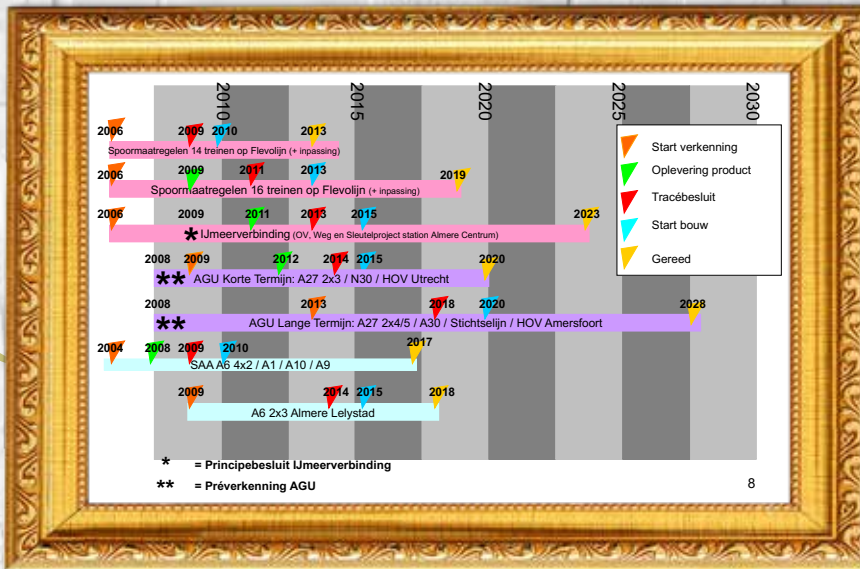 2010 2015 2020 2025 2030
2006 2009 2010 2013
Spoormaatregelen 14 treinen op Flevolijn (+ inpassing)
2006 2009 2011 2013 2019
Spoormaatregelen 16 treinen op Flevolijn (+ inpassing)
2006 2009 2011 2013 2015 2023
* IJmeerverbinding (OV, Weg en Sleutelproject station Almere Centrum)
2008 2009 2012 2014 2015 2020
** AGU Korte Termijn: A27 2x3 / N30 / HOV Utrecht
2008 2013 2018 2020 2028
** AGU Lange Termijn: A27 2x4/5 / A30 / Stichtselijn / HOV Amersfoort
2004 2008 2009 2010 2017
SAA A6 4x2 / A1 / A10 / A9
2009 2014 2015 2018
A6 2x3 Almere Lelystad
Start verkenning
Oplevering product
Tracébesluit
Start bouw
Gereed
* = Principebesluit IJmeerverbinding
** = Préverkenning AGU
8